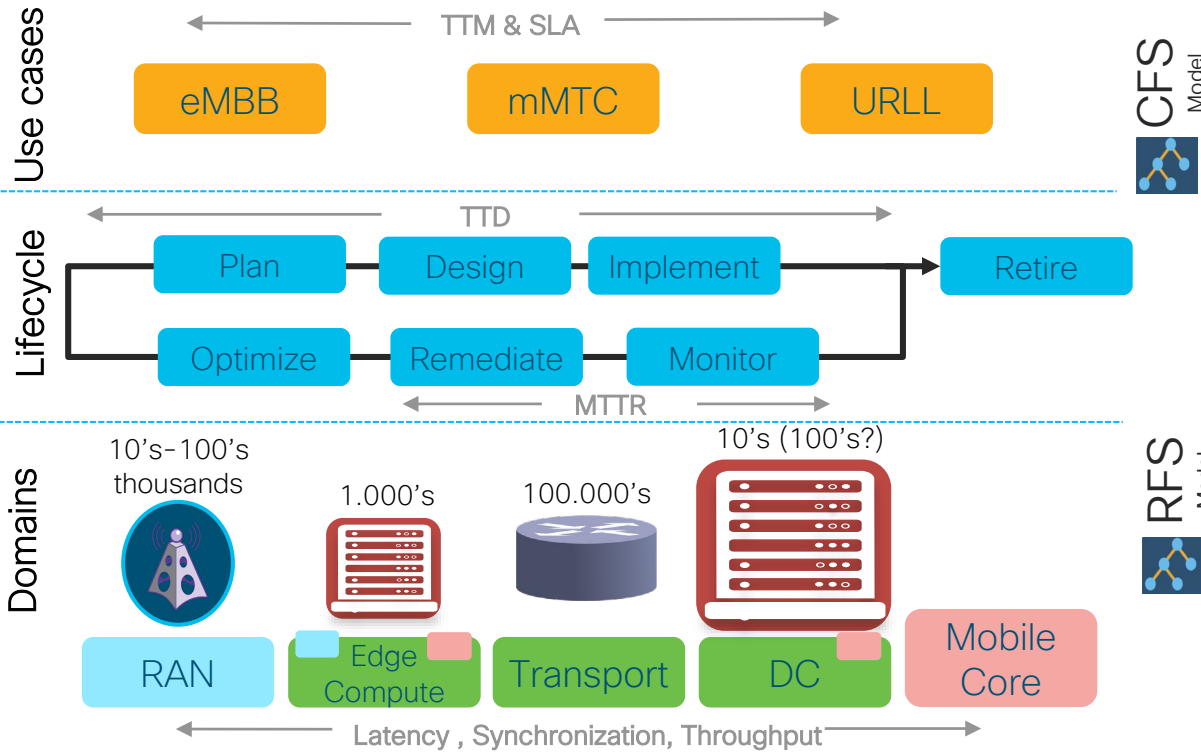 Use cases
TTM & SLA
eMBB
mMTC
URLL
CFS
Model
Lifecycle
TTD
Plan
Design
Implement
Retire
Optimize
Remediate
Monitor
MTTR
Domains
10’s-100’s
thousands
1.000’s
100.000’s
10’s (100’s?)
RFS
RAN
Edge
Compute
Transport
DC
Mobile
Core
Latency , Synchronization, Throughput